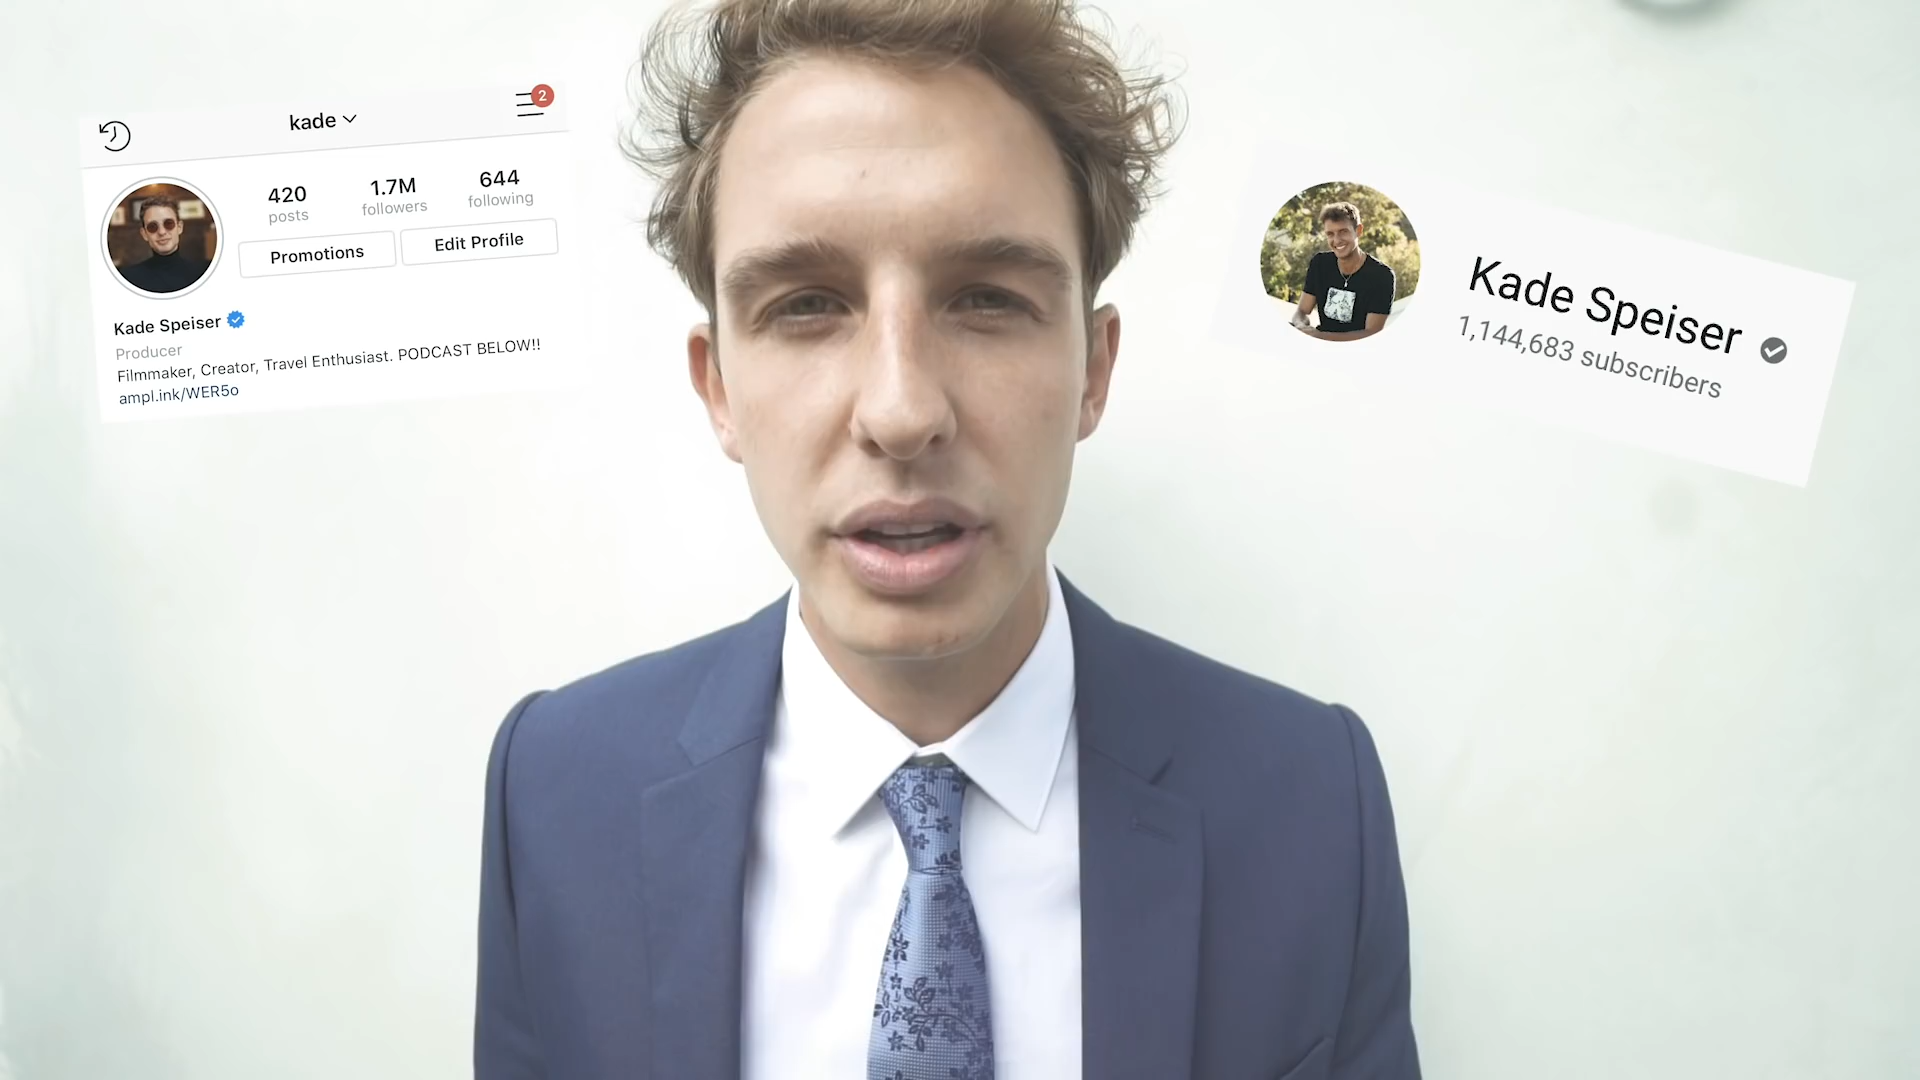 kade
2
420
posts
1.7M
followers
644
following
Promotions
Edit Profile
Kade Speiser
Producer
Filmmaker, Creator, Travel Enthusiast. PODCAST BELOW!!
ampl.ink/WER5o
Kade Speiser
1,144,683 subscribers